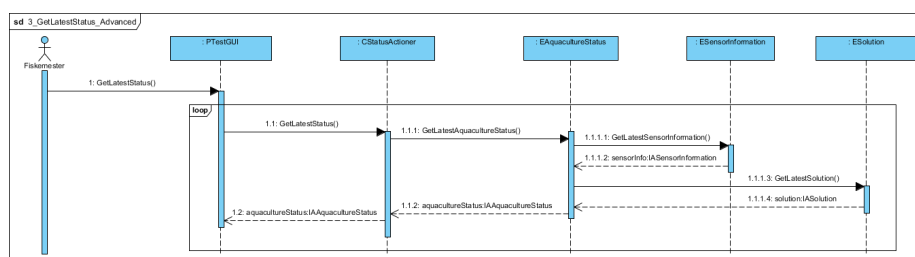 sd 3_GetLatestStatus_Advanced
Fiskemester
: PTestGUI
: CStatusActioner
: EAquacultureStatus
: ESensorInformation
: ESolution
1: GetLatestStatus()
loop
1.1: GetLatestStatus()
1.1.1: GetLatestAquacultureStatus()
1.1.1.1: GetLatestSensorInformation()
1.1.1.2: sensorInfo:IASensorInformation
1.1.1.3: GetLatestSolution()
1.1.1.4: solution:IASolution
1.1.2: aquacultureStatus:IAAquacultureStatus
1.2: aquacultureStatus:IAAquacultureStatus